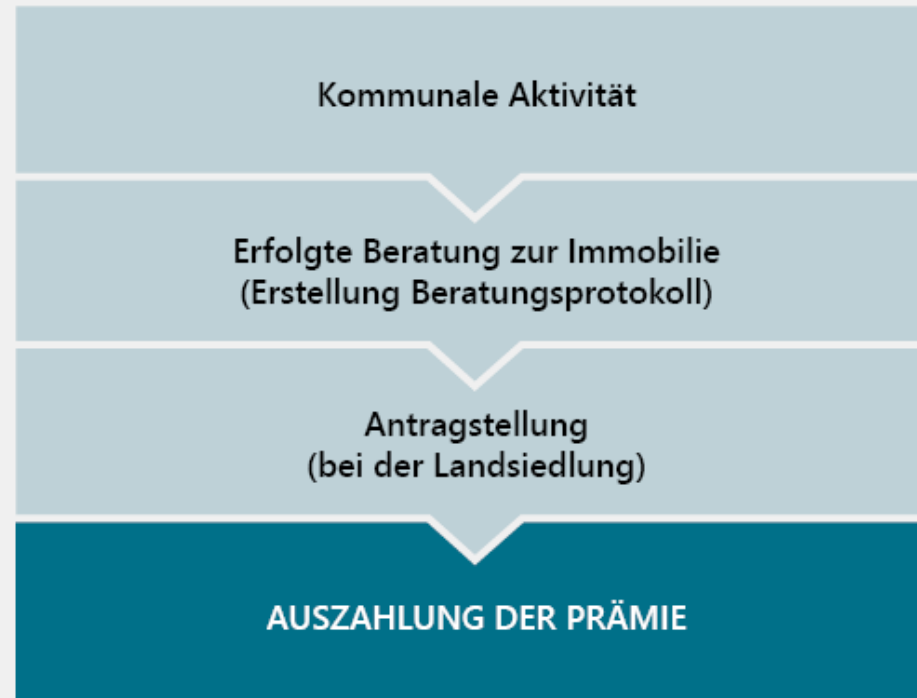 Kommunale Aktivität
Erfolgte Beratung zur Immobilie
(Erstellung Beratungsprotokoll)
Antragstellung
(bei der Landsiedlung)
AUSZAHLUNG DER PRÄMIE